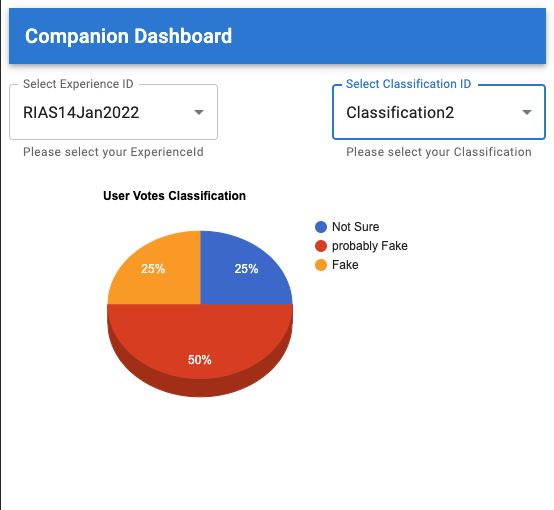 Companion Dashboard
Select Experience ID
Select Classification ID
RIAS14Jan2022
Classification2
Please select your ExperienceId
Please select your Classification
User Votes Classification
Not Sure
probably Fake
Fake
25%
25%
50%